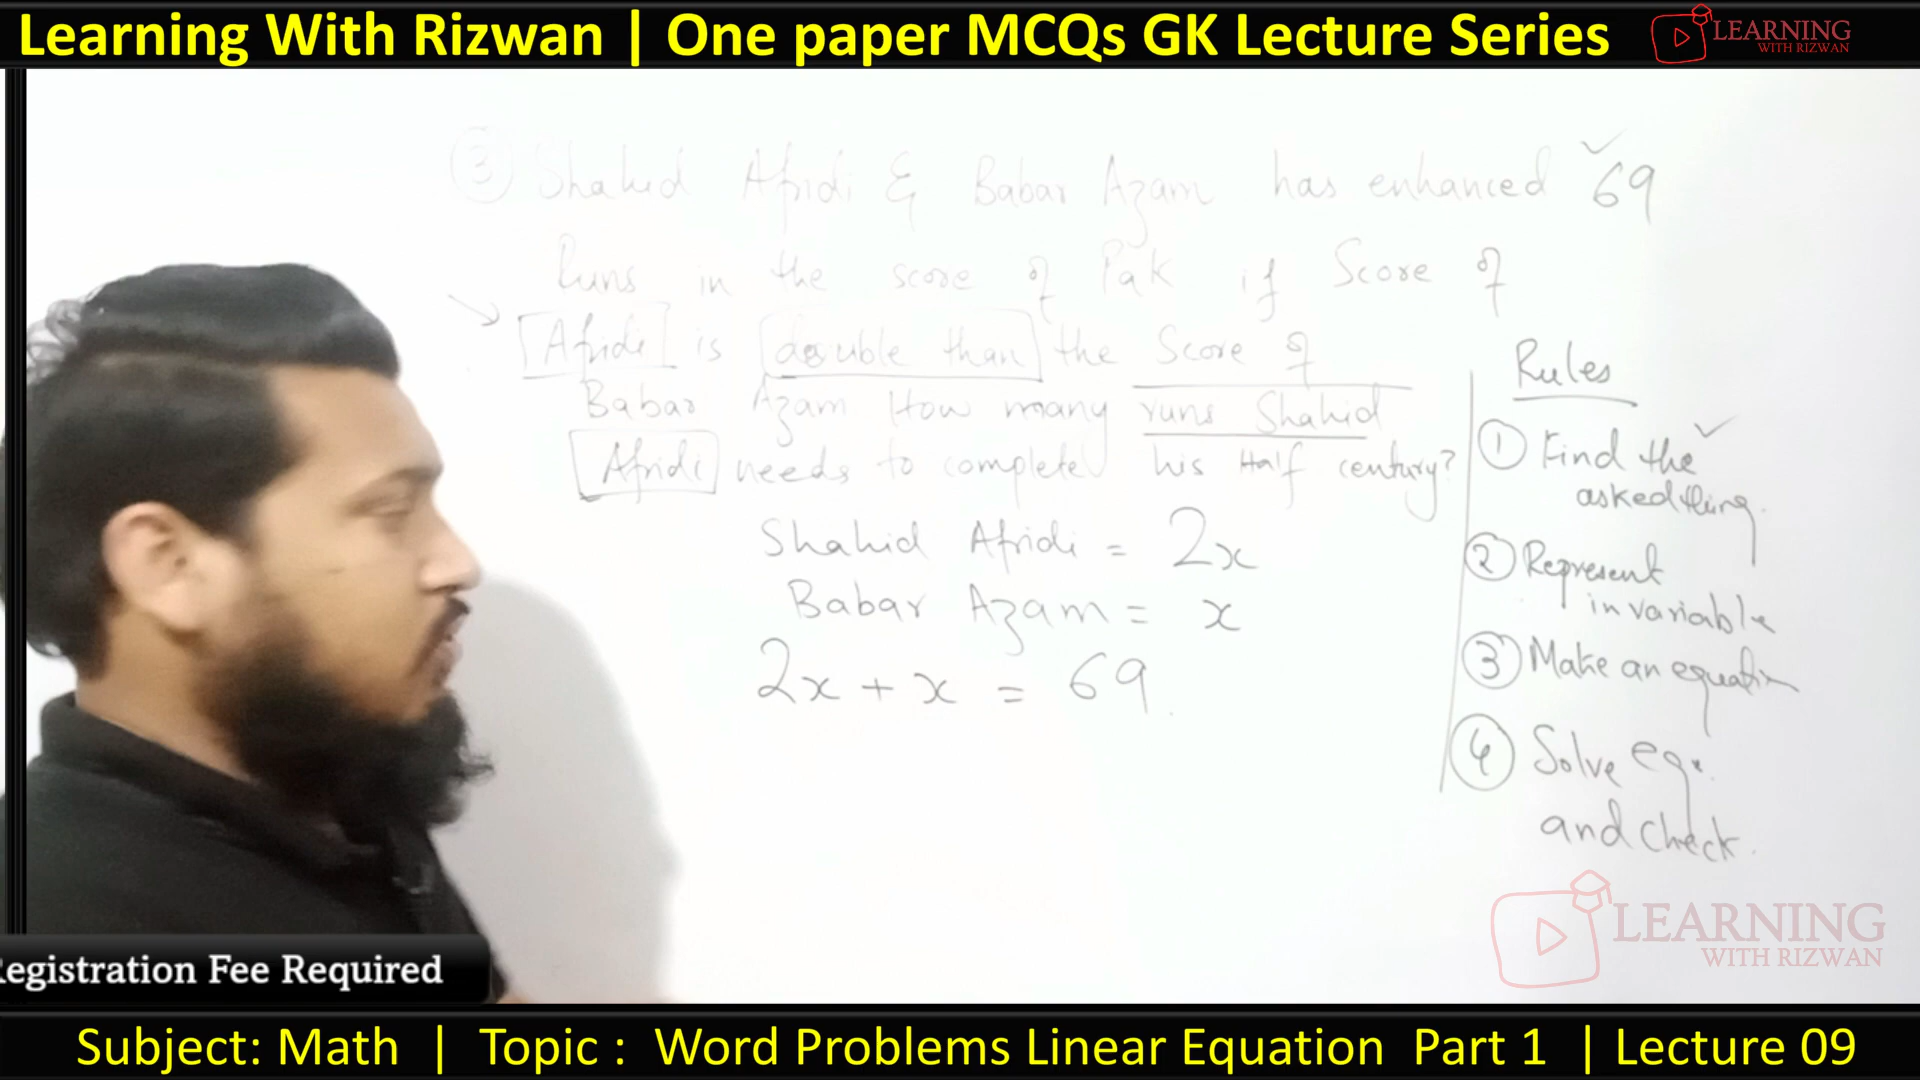 Learning With Rizwan | One paper MCQs GK Lecture Series
LEARNING
WITH RIZWAN
③ Shahid Afridi & Babar Azam has enhanced 69
Runs in the score of Pak if Score of
Afridi is double than the Score of
Babar Azam How many runs Shahid
Afridi needs to complete his Half century?
Shahid Afridi = 2x
Babar Azam = x
2x + x = 69
Rules
① Find the
asked thing.
② Represent
in variable
③ Make an equation
④ Solve eq.
and check.
LEARNING
WITH RIZWAN
Registration Fee Required
Subject: Math | Topic : Word Problems Linear Equation Part 1 | Lecture 09